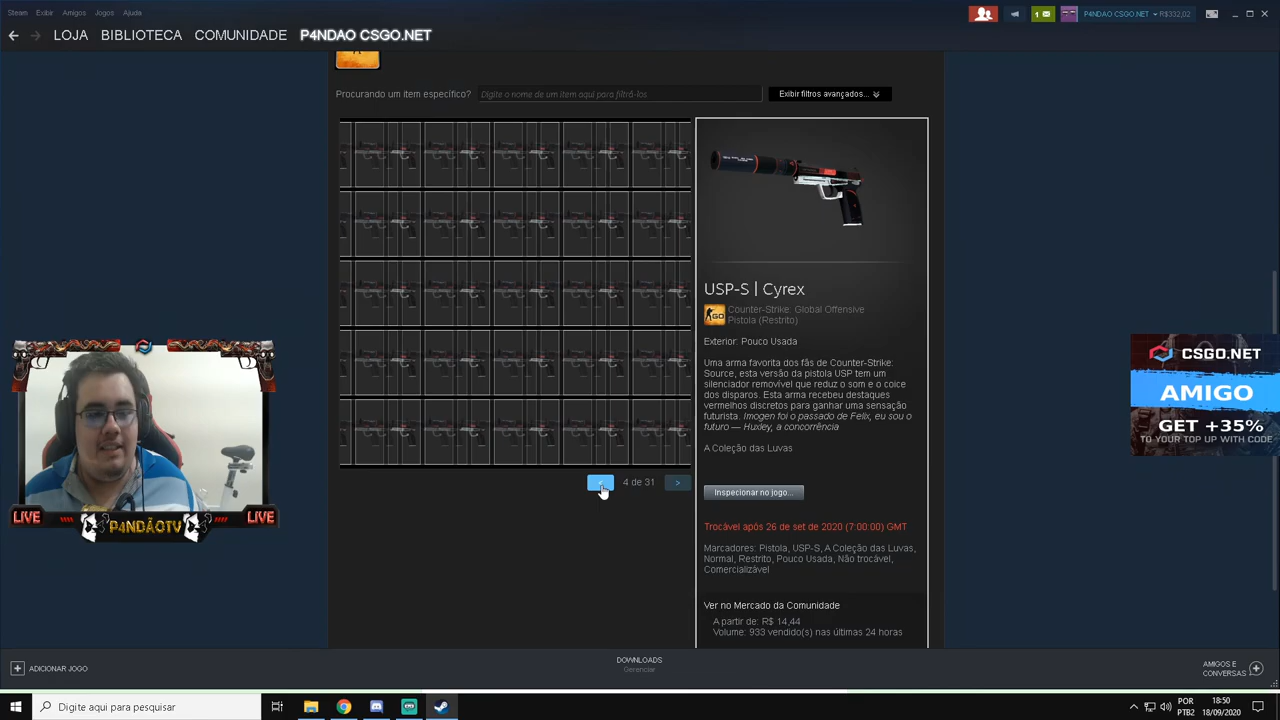 Steam Exibir Amigos Jogos Ajuda
1 P4NDAO CSGO.NET R$332,02
LOJA BIBLIOTECA COMUNIDADE P4NDAO CSGO.NET
Procurando um item específico? Digite o nome de um item aqui para filtrá-los Exibir filtros avançados...
USP-S | Cyrex
GO
Counter-Strike: Global Offensive
Pistola (Restrito)
Exterior: Pouco Usada
Uma arma favorita dos fãs de Counter-Strike:
Source, esta versão da pistola USP tem um
silenciador removível que reduz o som e o coice
dos disparos. Esta arma recebeu destaques
vermelhos discretos para ganhar uma sensação
futurista. Imogen foi o passado de Felix, eu sou o
futuro — Huxley, a concorrência
A Coleção das Luvas
< 4 de 31 >
Inspecionar no jogo...
Trocável após 26 de set de 2020 (7:00:00) GMT
Marcadores: Pistola, USP-S, A Coleção das Luvas,
Normal, Restrito, Pouco Usada, Não trocável,
Comercializável
Ver no Mercado da Comunidade
A partir de: R$ 14,44
Volume: 933 vendido(s) nas últimas 24 horas
LIVE P4NDÃOTV LIVE
CSGO.NET
AMIGO
GET +35%
TO YOUR TOP UP WITH CODE
ADICIONAR JOGO
DOWNLOADS
Gerenciar
AMIGOS E
CONVERSAS
Digite aqui para pesquisar
POR
PTB2
18:50
18/09/2020